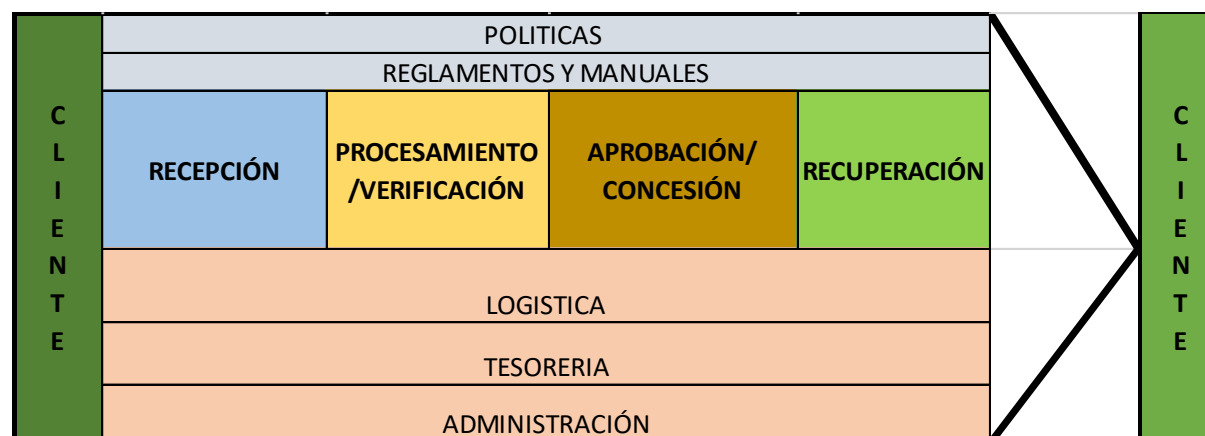 CLIENTE
POLITICAS
REGLAMENTOS Y MANUALES
RECEPCIÓN
PROCESAMIENTO
/VERIFICACIÓN
APROBACIÓN/
CONCESIÓN
RECUPERACIÓN
LOGISTICA
TESORERIA
ADMINISTRACIÓN
CLIENTE